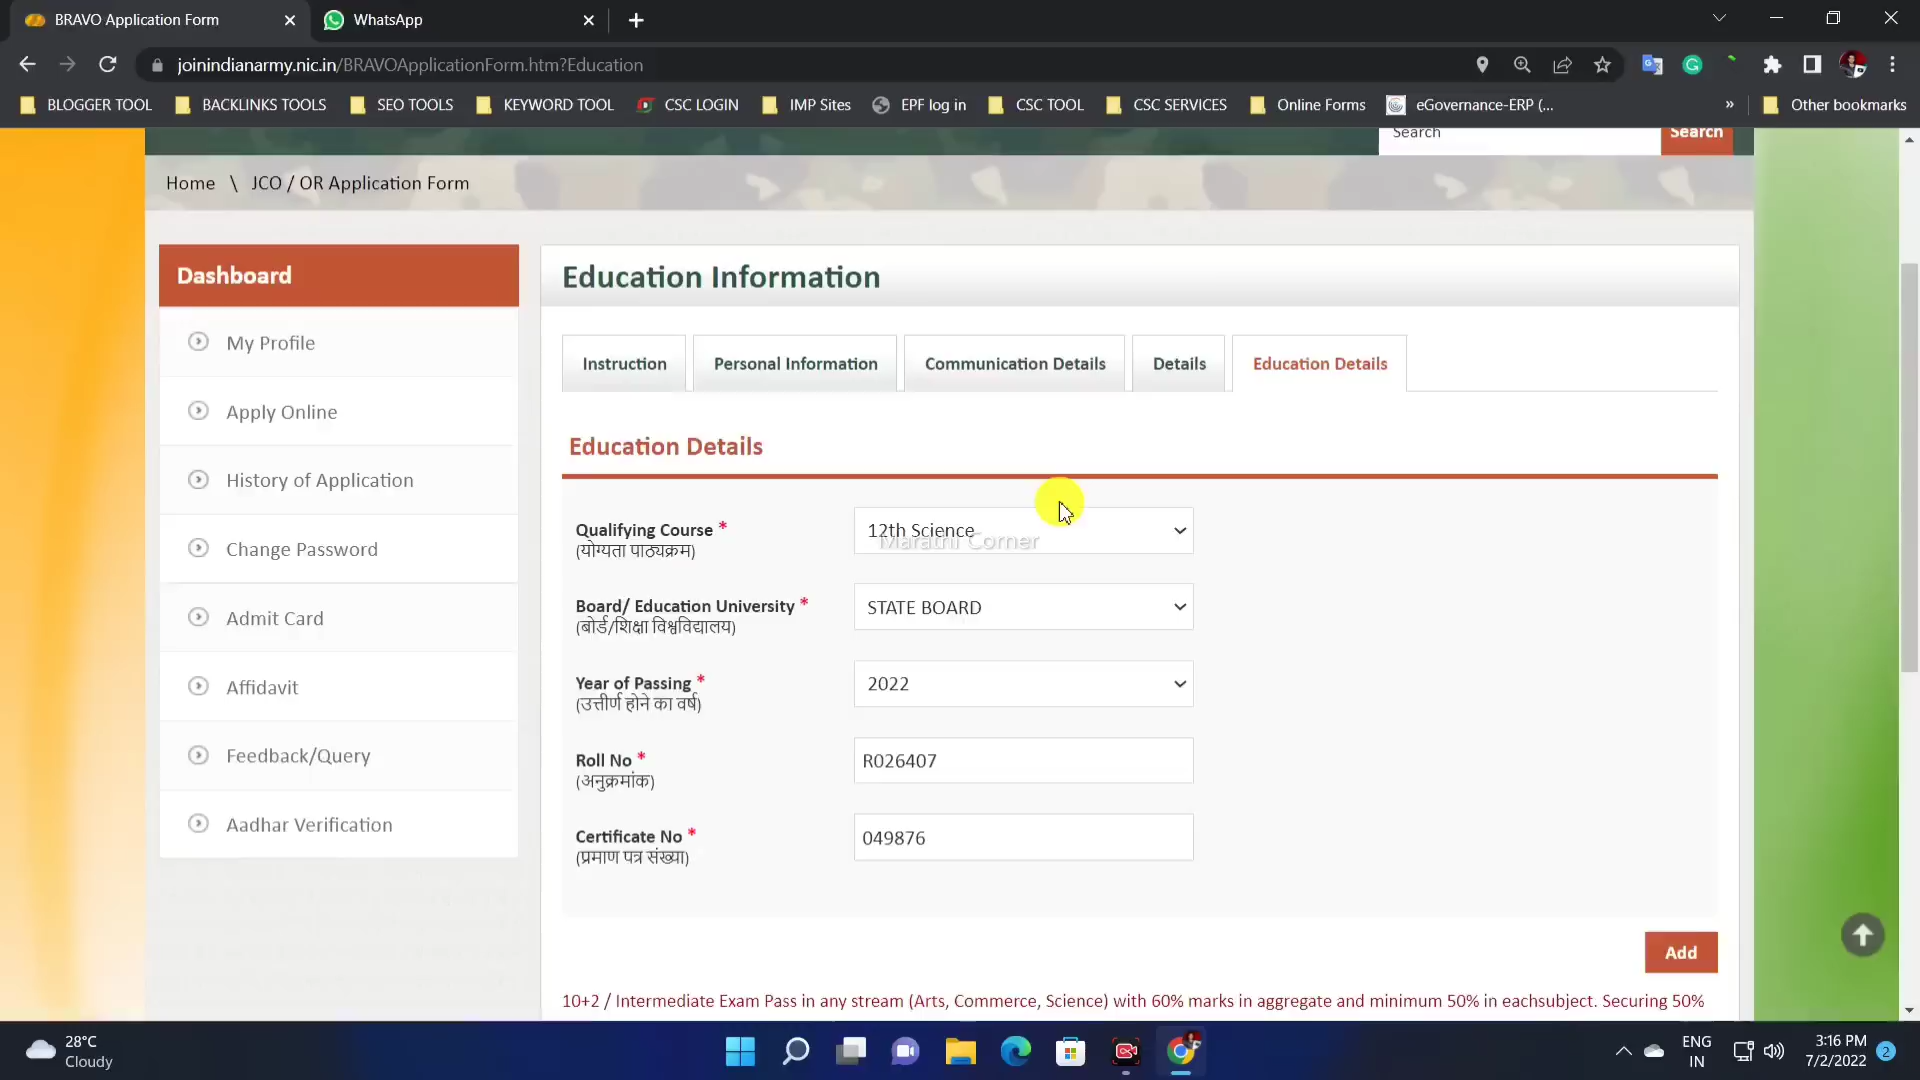 BRAVO Application Form
WhatsApp
joinindianarmy.nic.in/BRAVOApplicationForm.htm?Education
BLOGGER TOOL
BACKLINKS TOOLS
SEO TOOLS
KEYWORD TOOL
CSC LOGIN
IMP Sites
EPF log in
CSC TOOL
CSC SERVICES
Online Forms
eGovernance-ERP (...
»
Other bookmarks
Search
Search
Home \ JCO / OR Application Form
Dashboard
My Profile
Apply Online
History of Application
Change Password
Admit Card
Affidavit
Feedback/Query
Aadhar Verification
Education Information
Instruction
Personal Information
Communication Details
Details
Education Details
Education Details
Qualifying Course *
(योग्यता पाठ्यक्रम)
12th Science
Marathi Corner
Board/ Education University *
(बोर्ड/शिक्षा विश्वविद्यालय)
STATE BOARD
Year of Passing *
(उत्तीर्ण होने का वर्ष)
2022
Roll No *
(अनुक्रमांक)
R026407
Certificate No *
(प्रमाण पत्र संख्या)
049876
Add
10+2 / Intermediate Exam Pass in any stream (Arts, Commerce, Science) with 60% marks in aggregate and minimum 50% in eachsubject. Securing 50%
28°C
Cloudy
ENG
IN
3:16 PM
7/2/2022
2